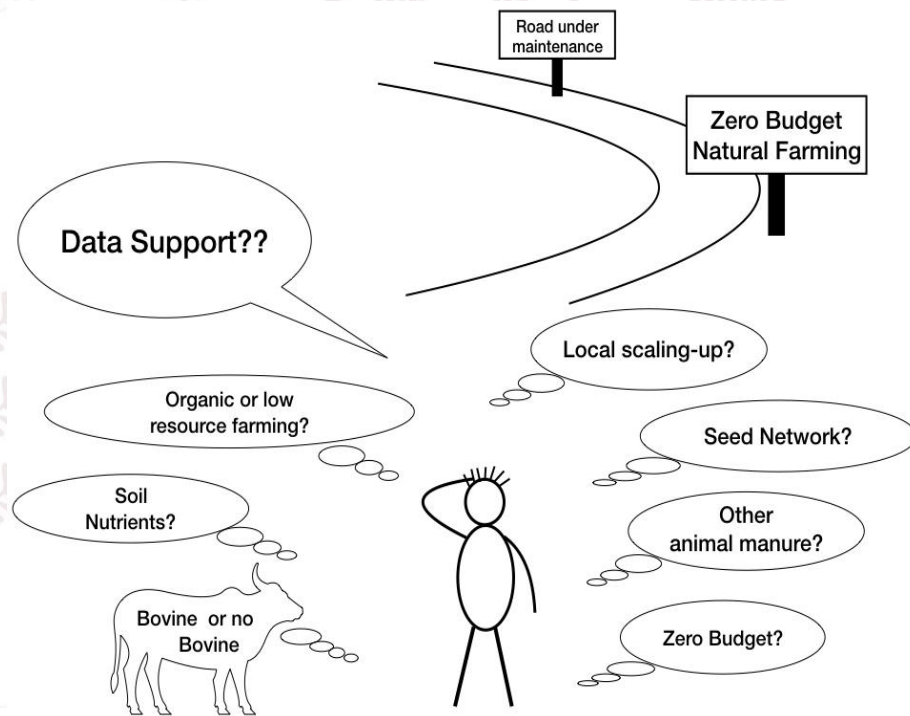 Road under
maintenance
Zero Budget
Natural Farming
Data Support??
Local scaling-up?
Organic or low
resource farming?
Seed Network?
Soil
Nutrients?
Other
animal manure?
Bovine or no
Bovine
Zero Budget?